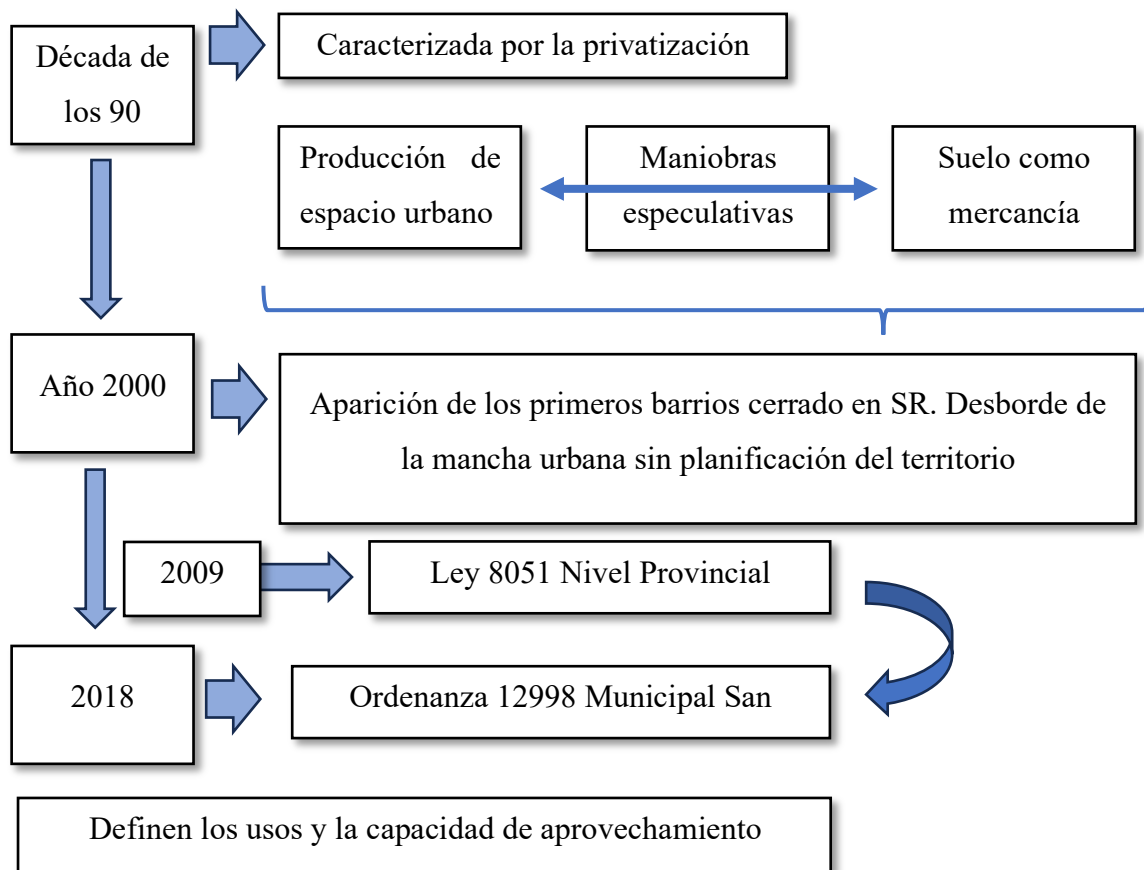 Década de
los 90
Caracterizada por la privatización
Producción de
espacio urbano
Maniobras
especulativas
Suelo como
mercancía
Año 2000
Aparición de los primeros barrios cerrado en SR. Desborde de
la mancha urbana sin planificación del territorio
2009
Ley 8051 Nivel Provincial
2018
Ordenanza 12998 Municipal San
Definen los usos y la capacidad de aprovechamiento